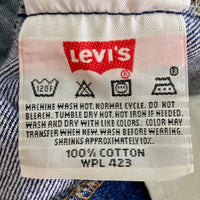 Levi's
®
120F
MACHINE WASH HOT. NORMAL CYCLE. DO NOT
BLEACH. TUMBLE DRY HOT. HOT IRON IF NEEDED.
WASH AND DRY WITH LIKE COLORS. COLOR MAY
TRANSFER WHEN NEW. WASH BEFORE WEARING.
SHRINKS APPROXIMATELY 10%.
100% COTTON
WPL 423